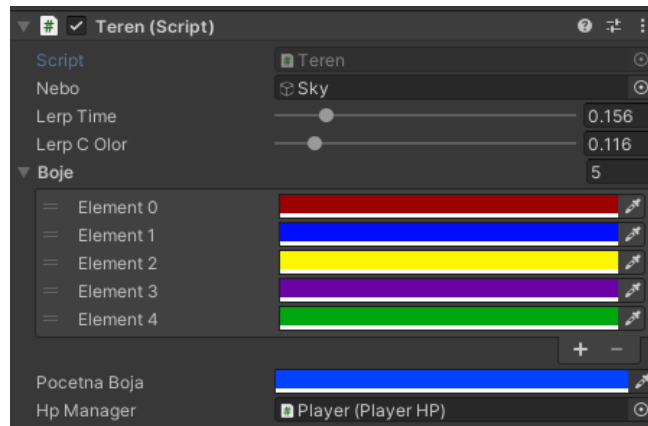 # Teren (Script)
Script # Teren
Nebo Sky
Lerp Time 0.156
Lerp C Olor 0.116
Boje 5
Element 0
Element 1
Element 2
Element 3
Element 4
+ -
Pocetna Boja
Hp Manager # Player (Player HP)